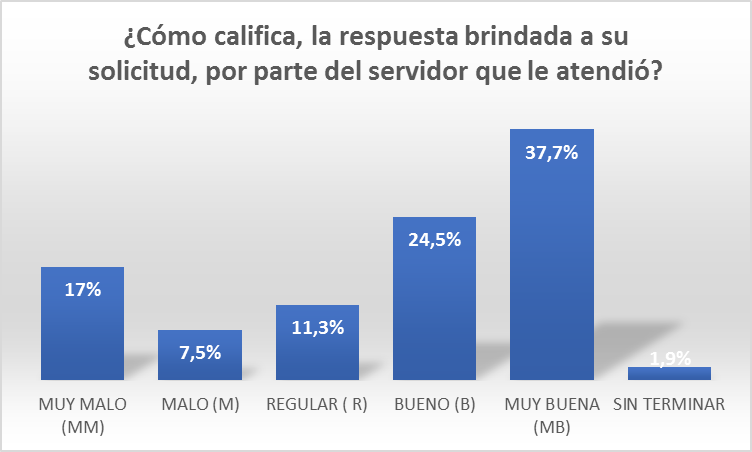 ¿Cómo califica, la respuesta brindada a su
solicitud, por parte del servidor que le atendió?
37,7%
24,5%
17%
11,3%
7,5%
1,9%
MUY MALO
(MM)
MALO (M)
REGULAR ( R)
BUENO (B)
MUY BUENA
(MB)
SIN TERMINAR